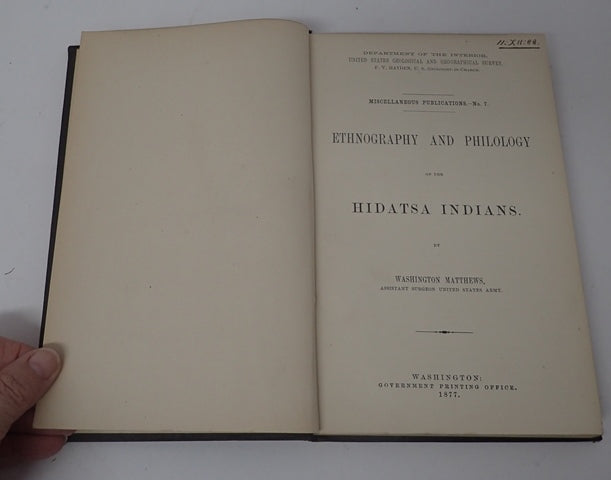 DEPARTMENT OF THE INTERIOR,
UNITED STATES GEOLOGICAL AND GEOGRAPHICAL SURVEY.
F. V. HAYDEN, U. S. GEOLOGIST-IN-CHARGE.
MISCELLANEOUS PUBLICATIONS.—No. 7.
ETHNOGRAPHY AND PHILOLOGY
OF THE
HIDATSA INDIANS.
BY
WASHINGTON MATTHEWS,
ASSISTANT SURGEON UNITED STATES ARMY.
WASHINGTON:
GOVERNMENT PRINTING OFFICE.
1877.